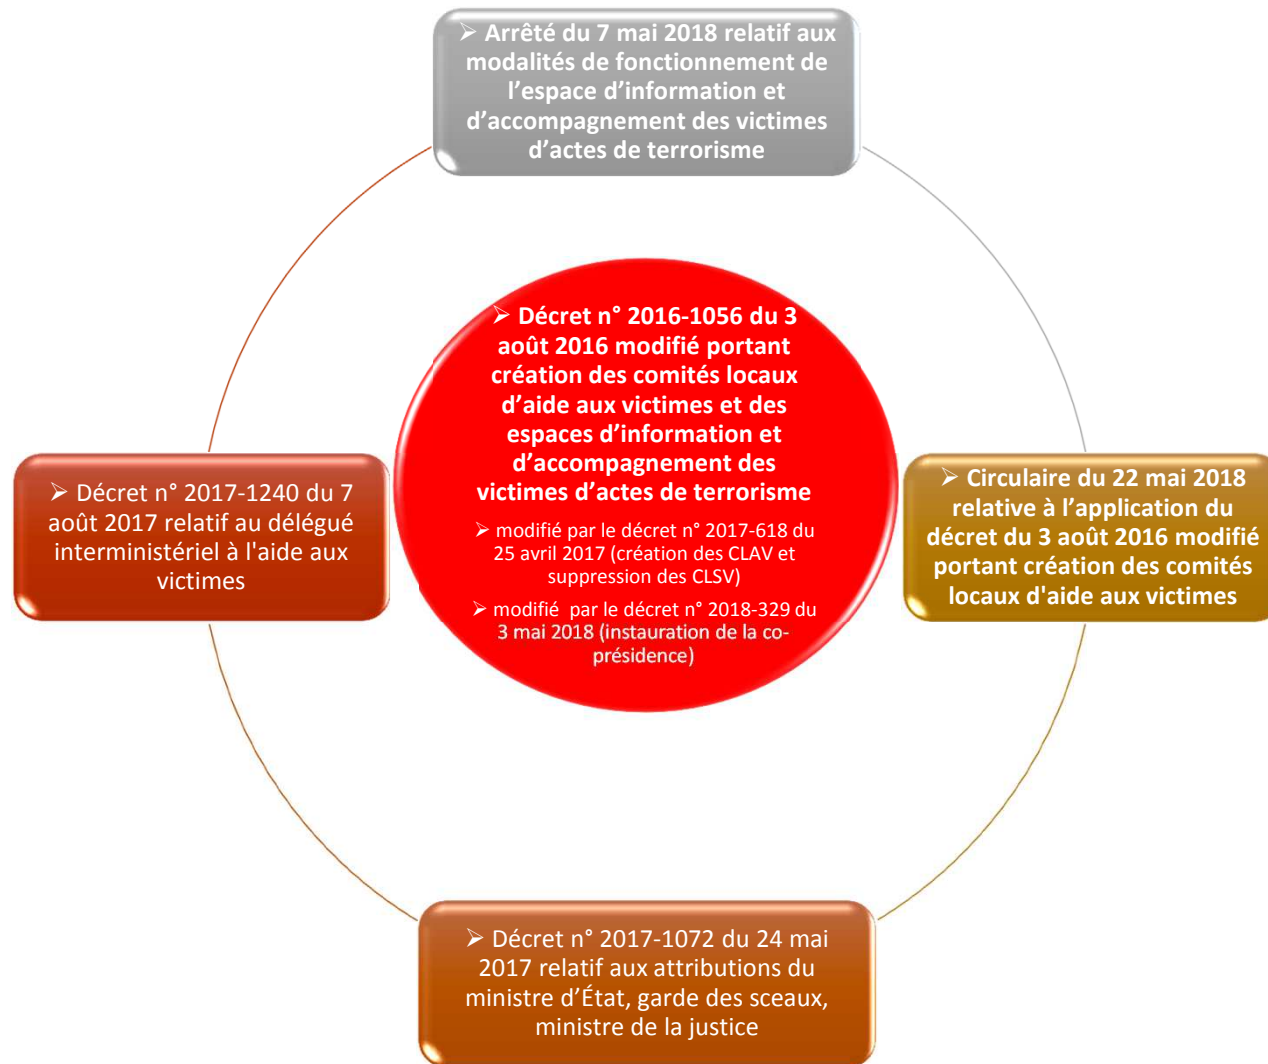 ➢ Arrêté du 7 mai 2018 relatif aux
modalités de fonctionnement de
l’espace d’information et
d’accompagnement des victimes
d’actes de terrorisme
➢ Décret n° 2016-1056 du 3
août 2016 modifié portant
création des comités locaux
d’aide aux victimes et des
espaces d’information et
d’accompagnement des
victimes d’actes de terrorisme
➢ modifié par le décret n° 2017-618 du
25 avril 2017 (création des CLAV et
suppression des CLSV)
➢ modifié par le décret n° 2018-329 du
3 mai 2018 (instauration de la co-
présidence)
➢ Décret n° 2017-1240 du 7
août 2017 relatif au délégué
interministériel à l'aide aux
victimes
➢ Circulaire du 22 mai 2018
relative à l’application du
décret du 3 août 2016 modifié
portant création des comités
locaux d'aide aux victimes
➢ Décret n° 2017-1072 du 24 mai
2017 relatif aux attributions du
ministre d’État, garde des sceaux,
ministre de la justice